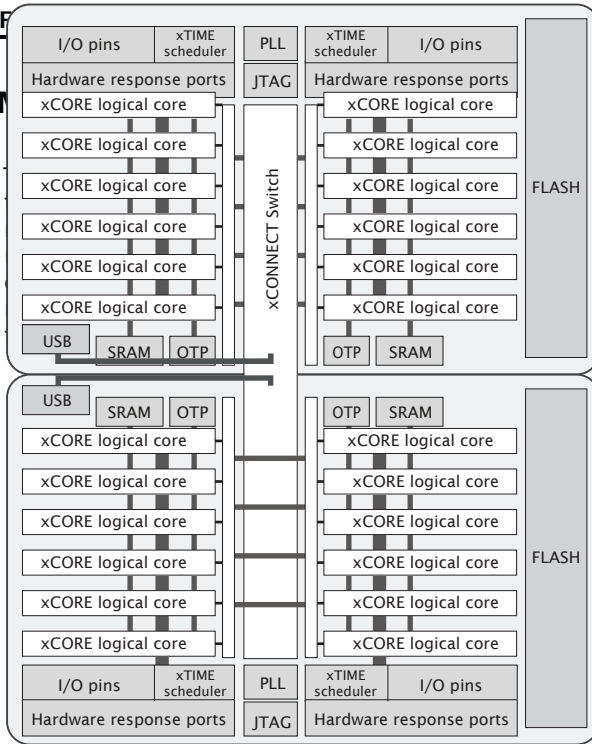 I/O pins xTIME scheduler PLL xTIME scheduler I/O pins
Hardware response ports JTAG Hardware response ports
xCORE logical core xCORE logical core
xCORE logical core xCORE logical core
xCORE logical core xCORE logical core
xCORE logical core xCORE logical core
xCORE logical core xCORE logical core
xCORE logical core xCORE logical core
xCONNECT Switch
FLASH
USB SRAM OTP OTP SRAM
USB SRAM OTP OTP SRAM
xCORE logical core xCORE logical core
xCORE logical core xCORE logical core
xCORE logical core xCORE logical core
xCORE logical core xCORE logical core
xCORE logical core xCORE logical core
xCORE logical core xCORE logical core
FLASH
I/O pins xTIME scheduler PLL xTIME scheduler I/O pins
Hardware response ports JTAG Hardware response ports